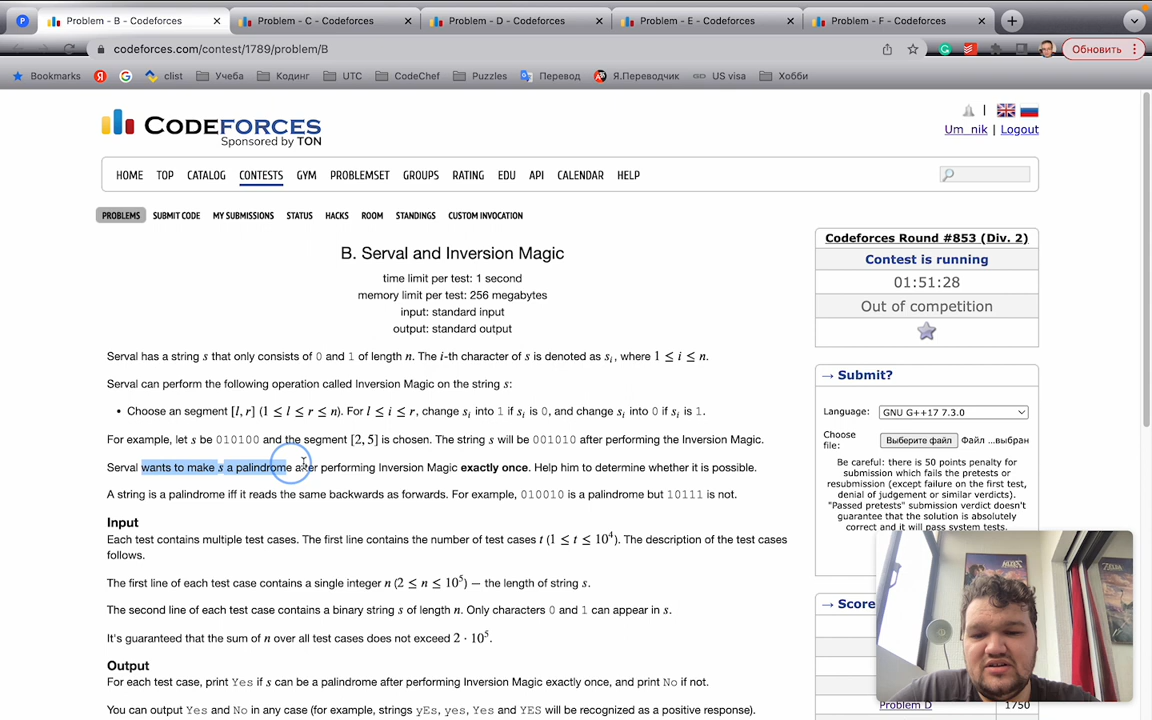 Problem - B - Codeforces
Problem - C - Codeforces
Problem - D - Codeforces
Problem - E - Codeforces
Problem - F - Codeforces
codeforces.com/contest/1789/problem/B
Обновить
Bookmarks
clist
Учеба
Кодинг
UTC
CodeChef
Puzzles
Перевод
Я.Переводчик
US visa
Хобби
CODEFORCES
Sponsored by TON
Um_nik | Logout
HOME TOP CATALOG CONTESTS GYM PROBLEMSET GROUPS RATING EDU API CALENDAR HELP
PROBLEMS SUBMIT CODE MY SUBMISSIONS STATUS HACKS ROOM STANDINGS CUSTOM INVOCATION
B. Serval and Inversion Magic
time limit per test: 1 second
memory limit per test: 256 megabytes
input: standard input
output: standard output
Serval has a string s that only consists of 0 and 1 of length n. The i-th character of s is denoted as sᵢ, where 1 ≤ i ≤ n.
Serval can perform the following operation called Inversion Magic on the string s:
• Choose an segment [l, r] (1 ≤ l ≤ r ≤ n). For l ≤ i ≤ r, change sᵢ into 1 if sᵢ is 0, and change sᵢ into 0 if sᵢ is 1.
For example, let s be 010100 and the segment [2, 5] is chosen. The string s will be 001010 after performing the Inversion Magic.
Serval wants to make s a palindrome after performing Inversion Magic exactly once. Help him to determine whether it is possible.
A string is a palindrome iff it reads the same backwards as forwards. For example, 010010 is a palindrome but 10111 is not.
Input
Each test contains multiple test cases. The first line contains the number of test cases t (1 ≤ t ≤ 10⁴). The description of the test cases
follows.
The first line of each test case contains a single integer n (2 ≤ n ≤ 10⁵) — the length of string s.
The second line of each test case contains a binary string s of length n. Only characters 0 and 1 can appear in s.
It's guaranteed that the sum of n over all test cases does not exceed 2 · 10⁵.
Output
For each test case, print Yes if s can be a palindrome after performing Inversion Magic exactly once, and print No if not.
You can output Yes and No in any case (for example, strings yEs, yes, Yes and YES will be recognized as a positive response).
Codeforces Round #853 (Div. 2)
Contest is running
01:51:28
Out of competition
→ Submit?
Language: GNU G++17 7.3.0
Choose
file: Выберите файл Файл ...выбран
Be careful: there is 50 points penalty for
submission which fails the pretests or
resubmission (except failure on the first test,
denial of judgement or similar verdicts).
"Passed pretests" submission verdict doesn't
guarantee that the solution is absolutely
correct and it will pass system tests.
→ Score
Problem D 1750